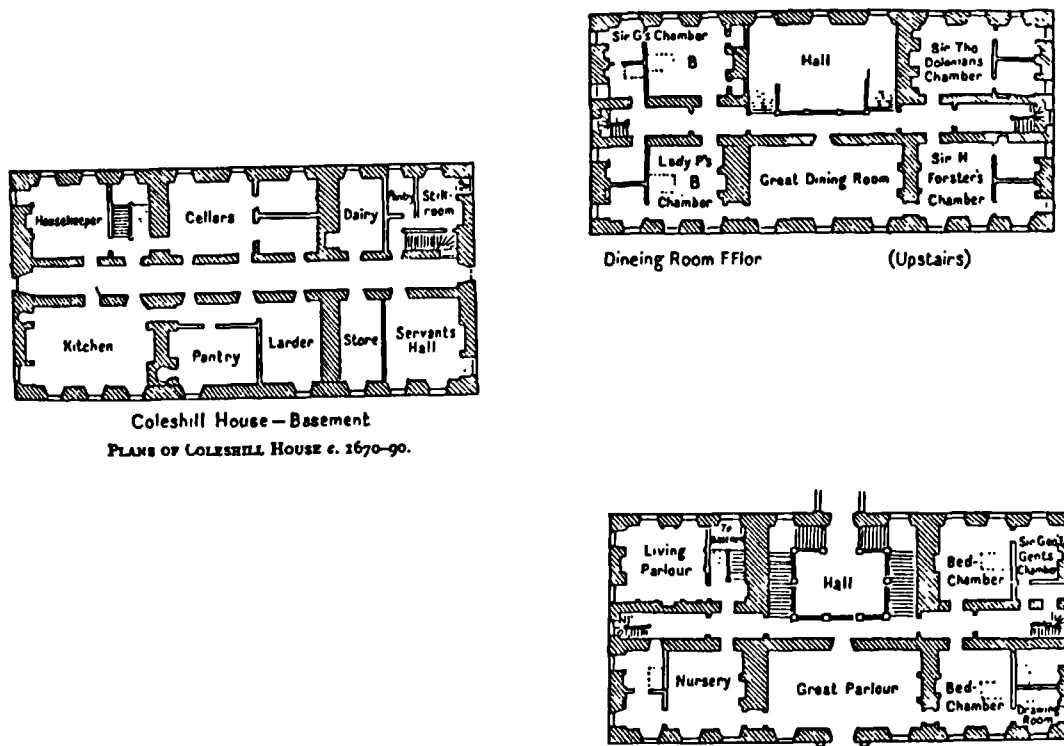 Sir G's Chamber
B
Hall
Sir Tho
Dolemans
Chamber
Lady P's
B
Chamber
Great Dining Room
Sir H
Forster's
Chamber
Dineing Room FFlor (Upstairs)
Housekeeper
Cellars
Dairy
Pantry
Still-
room
Kitchen
Pantry
Larder
Store
Servants
Hall
Coleshill House – Basement
PLANS OF COLESHILL HOUSE c. 1670–90.
Living
Parlour
To
Basement
Hall
Bed-
Chamber
Sir Geo's
Gents
Chamber
Nursery
Great Parlour
Bed-
Chamber
Drawing
Room